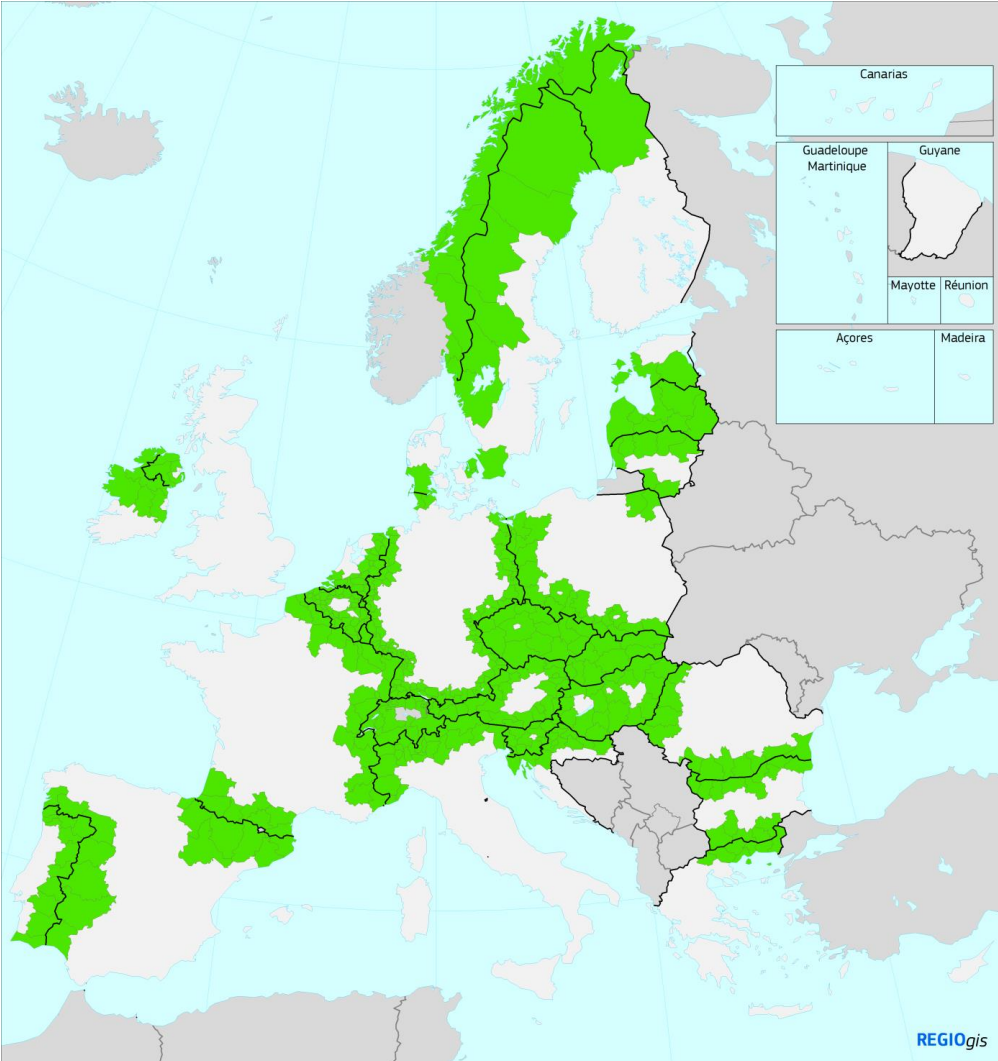 Canarias
Guadeloupe
Martinique
Guyane
Mayotte
Réunion
Açores
Madeira
REGIOgis